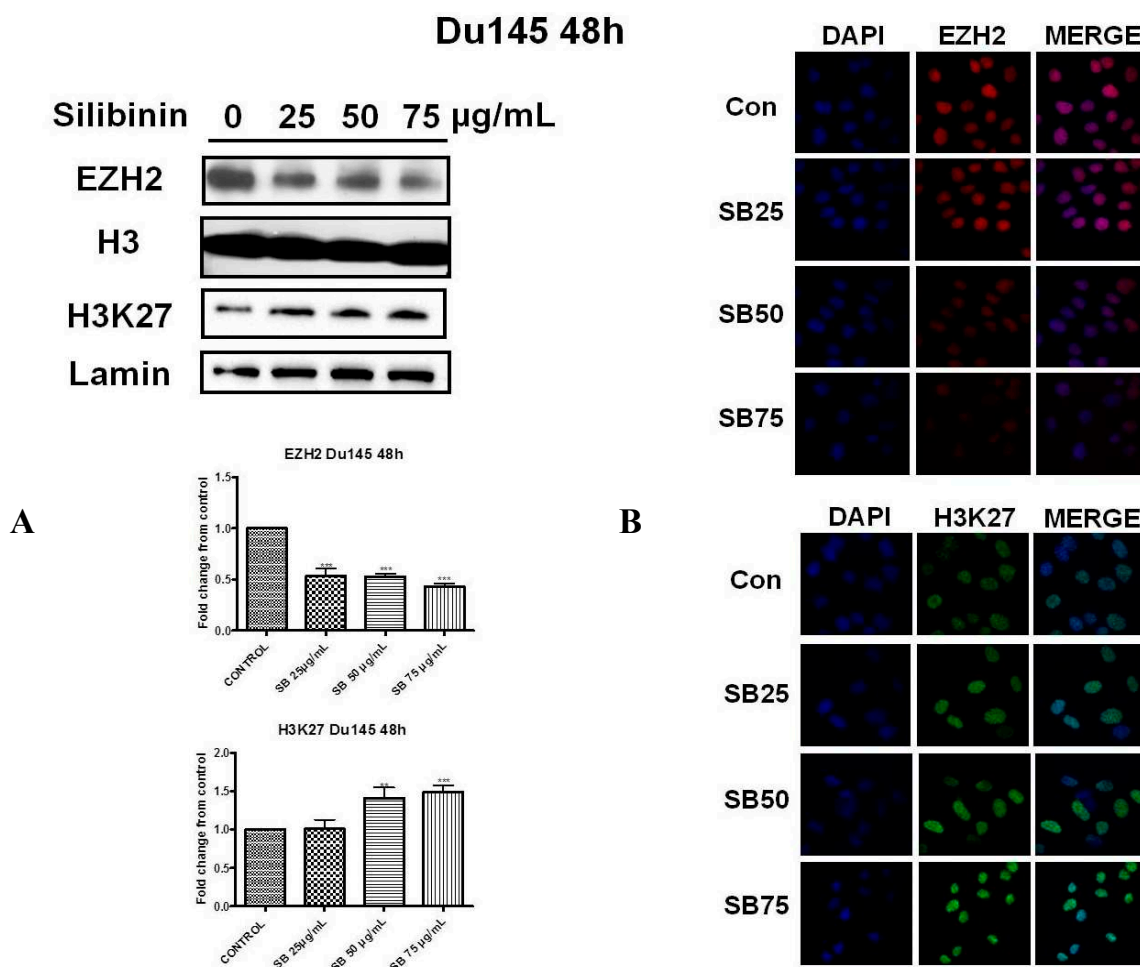 Du145 48h
Silibinin 0 25 50 75 µg/mL
EZH2
H3
H3K27
Lamin
EZH2 Du145 48h
Fold change from control
1.5
1.0
0.5
0.0
***
***
***
CONTROL
SB 25µg/mL
SB 50 µg/mL
SB 75 µg/mL
H3K27 Du145 48h
Fold change from control
2.0
1.5
1.0
0.5
0.0
**
***
CONTROL
SB 25µg/mL
SB 50 µg/mL
SB 75 µg/mL
A
DAPI EZH2 MERGE
Con
SB25
SB50
SB75
B
DAPI H3K27 MERGE
Con
SB25
SB50
SB75